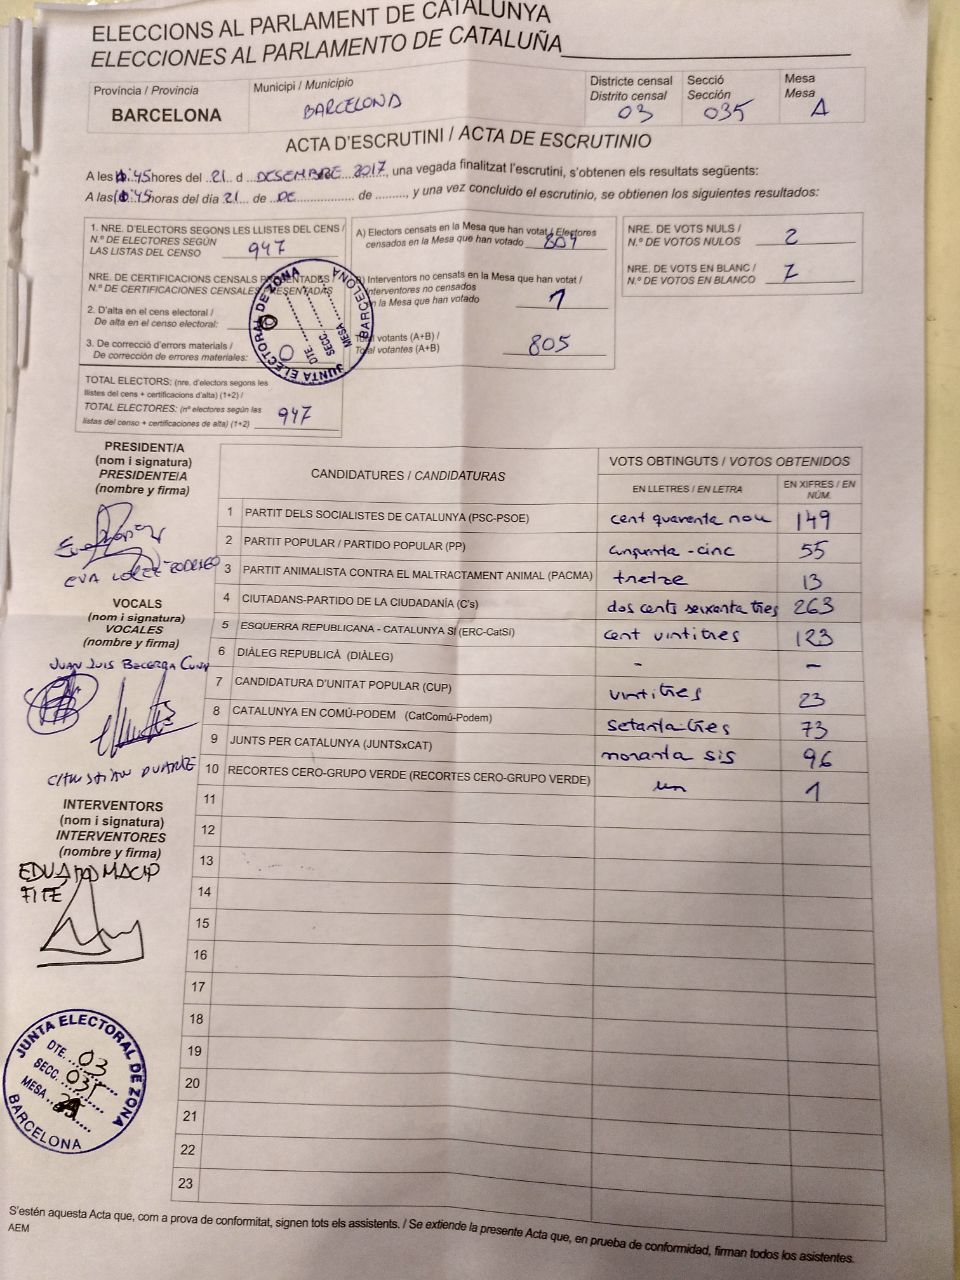 ELECCIONS AL PARLAMENT DE CATALUNYA
ELECCIONES AL PARLAMENTO DE CATALUÑA
Província / Provincia
BARCELONA
Municipi / Municipio
BARCELONA
Districte censal
Distrito censal
03
Secció
Sección
035
Mesa
Mesa
A
ACTA D'ESCRUTINI / ACTA DE ESCRUTINIO
A les :45 hores del 21 d DESEMBRE 2017, una vegada finalitzat l'escrutini, s'obtenen els resultats següents:
A las :45 horas del día 21 de DE de, y una vez concluido el escrutinio, se obtienen los siguientes resultados:
1. NRE. D'ELECTORS SEGONS LES LLISTES DEL CENS /
N.º DE ELECTORES SEGÚN
LAS LISTAS DEL CENSO
947
NRE. DE CERTIFICACIONS CENSALS PRESENTADES /
N.º DE CERTIFICACIONES CENSALES PRESENTADAS
2. D'alta en el cens electoral /
De alta en el censo electoral:
0
3. De correcció d'errors materials /
De corrección de errores materiales:
0
TOTAL ELECTORS: (nre. d'electors segons les
llistes del cens + certificacions d'alta) (1+2) /
TOTAL ELECTORES: (nº electores según las
listas del censo + certificaciones de alta) (1+2)
947
A) Electors censats en la Mesa que han votat / Electores
censados en la Mesa que han votado
804
B) Interventors no censats en la Mesa que han votat /
Interventores no censados
en la Mesa que han votado
1
Total votants (A+B) /
Total votantes (A+B)
805
NRE. DE VOTS NULS /
N.º DE VOTOS NULOS
2
NRE. DE VOTS EN BLANC /
N.º DE VOTOS EN BLANCO
7
JUNTA ELECTORAL DE ZONA
BARCELONA
DTE.
SECC.
MESA
PRESIDENT/A
(nom i signatura)
PRESIDENTE/A
(nombre y firma)
EVA LOPEZ
VOCALS
(nom i signatura)
VOCALES
(nombre y firma)
JUAN LUIS BECERRA
CHRISTIAN DUARTE
INTERVENTORS
(nom i signatura)
INTERVENTORES
(nombre y firma)
EDUARDO MACIP
FITE
CANDIDATURES / CANDIDATURAS
VOTS OBTINGUTS / VOTOS OBTENIDOS
EN LLETRES / EN LETRA
EN XIFRES / EN NÚM.
1 PARTIT DELS SOCIALISTES DE CATALUNYA (PSC-PSOE) cent quaranta nou 149
2 PARTIT POPULAR / PARTIDO POPULAR (PP) cinquanta-cinc 55
3 PARTIT ANIMALISTA CONTRA EL MALTRACTAMENT ANIMAL (PACMA) tretze 13
4 CIUTADANS-PARTIDO DE LA CIUDADANÍA (C's) dos cents seixanta tres 263
5 ESQUERRA REPUBLICANA - CATALUNYA SÍ (ERC-CatSí) cent vintitres 123
6 DIÀLEG REPUBLICÀ (DIÀLEG) - -
7 CANDIDATURA D'UNITAT POPULAR (CUP) vintitres 23
8 CATALUNYA EN COMÚ-PODEM (CatComú-Podem) setanta-tres 73
9 JUNTS PER CATALUNYA (JUNTSxCAT) noranta sis 96
10 RECORTES CERO-GRUPO VERDE (RECORTES CERO-GRUPO VERDE) un 1
11
12
13
14
15
16
17
18
19
20
21
22
23
JUNTA ELECTORAL DE ZONA
DTE. 03
SECC. 035
MESA A
BARCELONA
S'estén aquesta Acta que, com a prova de conformitat, signen tots els assistents. / Se extiende la presente Acta que, en prueba de conformidad, firman todos los asistentes.
AEM